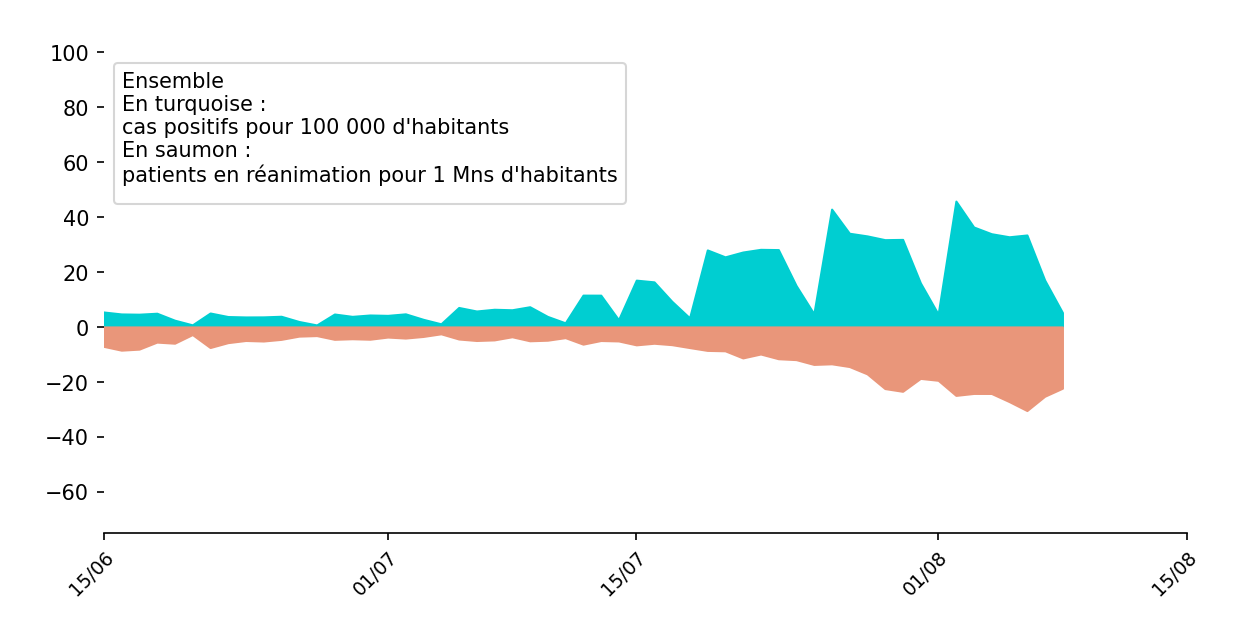 100
80
60
40
20
0
−20
−40
−60
Ensemble
En turquoise :
cas positifs pour 100 000 d'habitants
En saumon :
patients en réanimation pour 1 Mns d'habitants
15/06
01/07
15/07
01/08
15/08